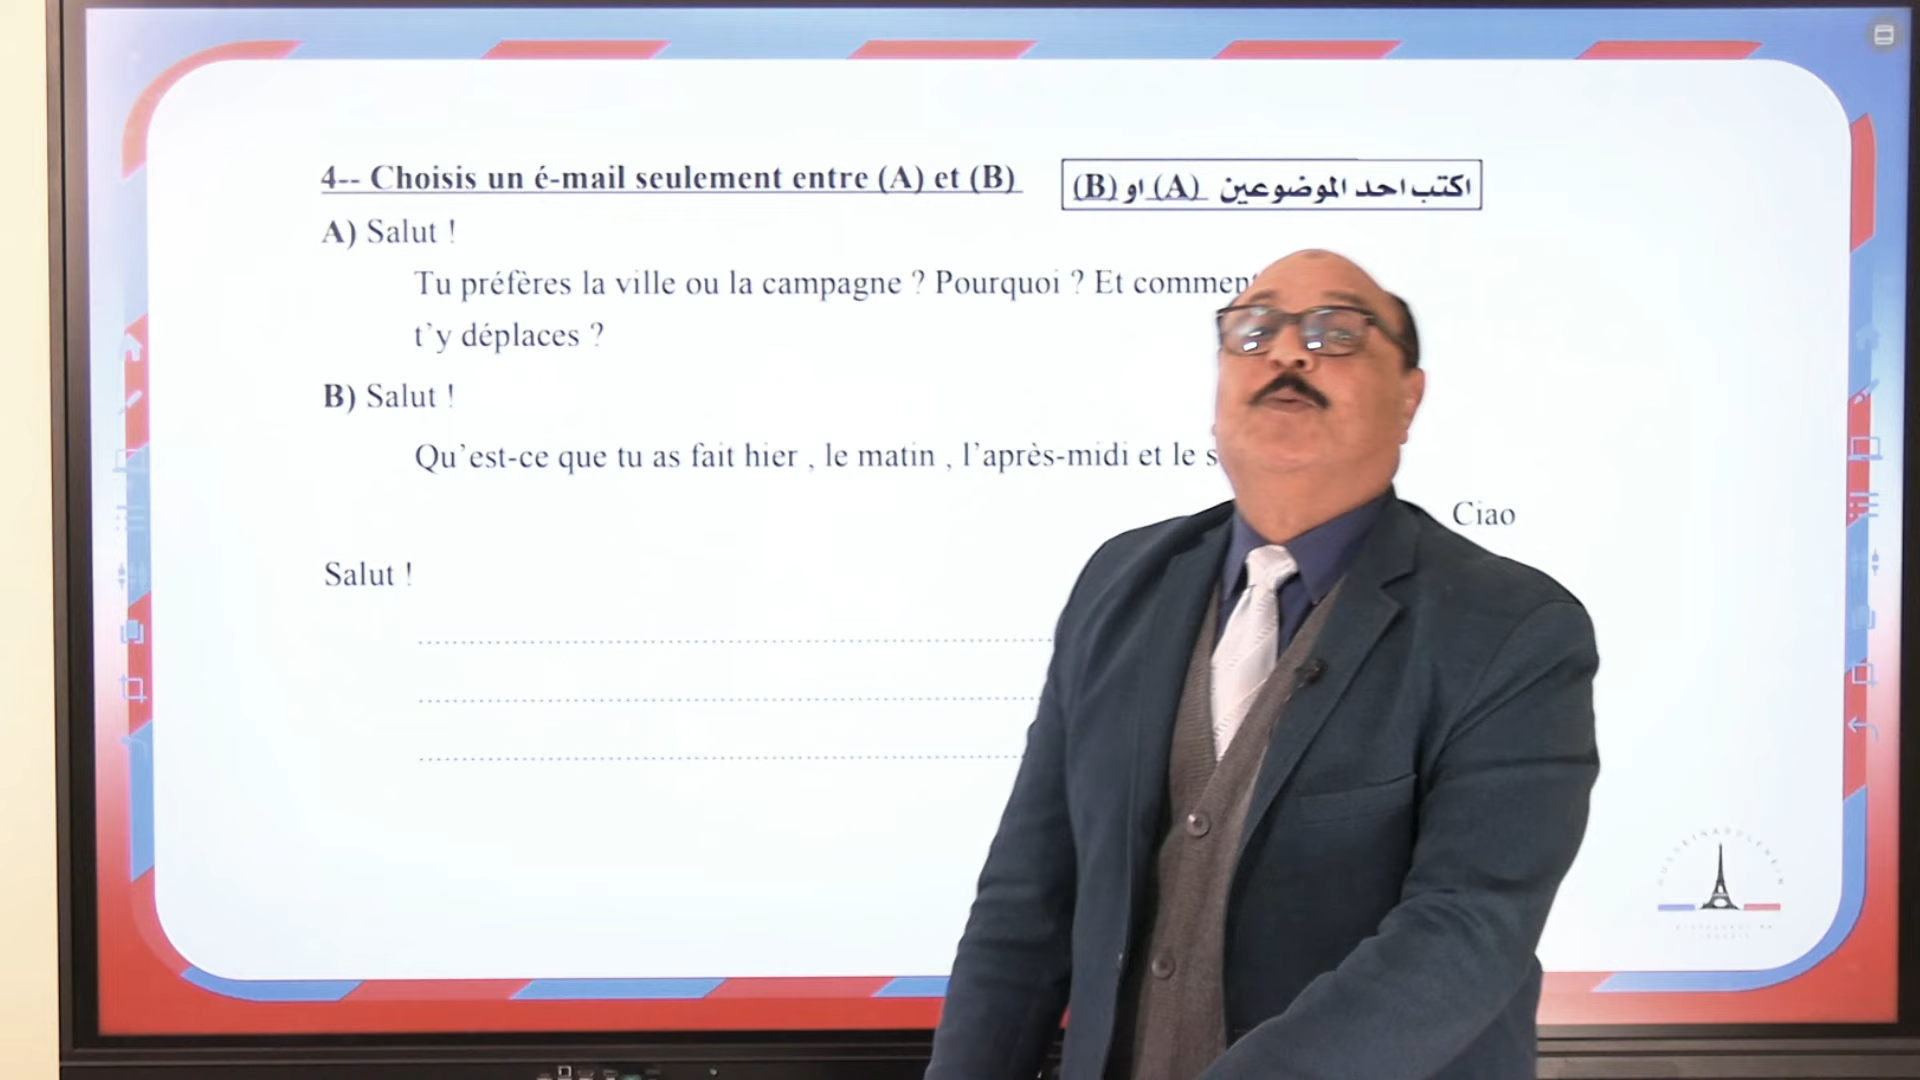 4-- Choisis un é-mail seulement entre (A) et (B)
اكتب احد الموضوعين (A) او (B)
A) Salut !
Tu préfères la ville ou la campagne ? Pourquoi ? Et
t’y déplaces ?
B) Salut !
Qu’est-ce que tu as fait hier , le matin , l’après-midi et le
Ciao
Salut !